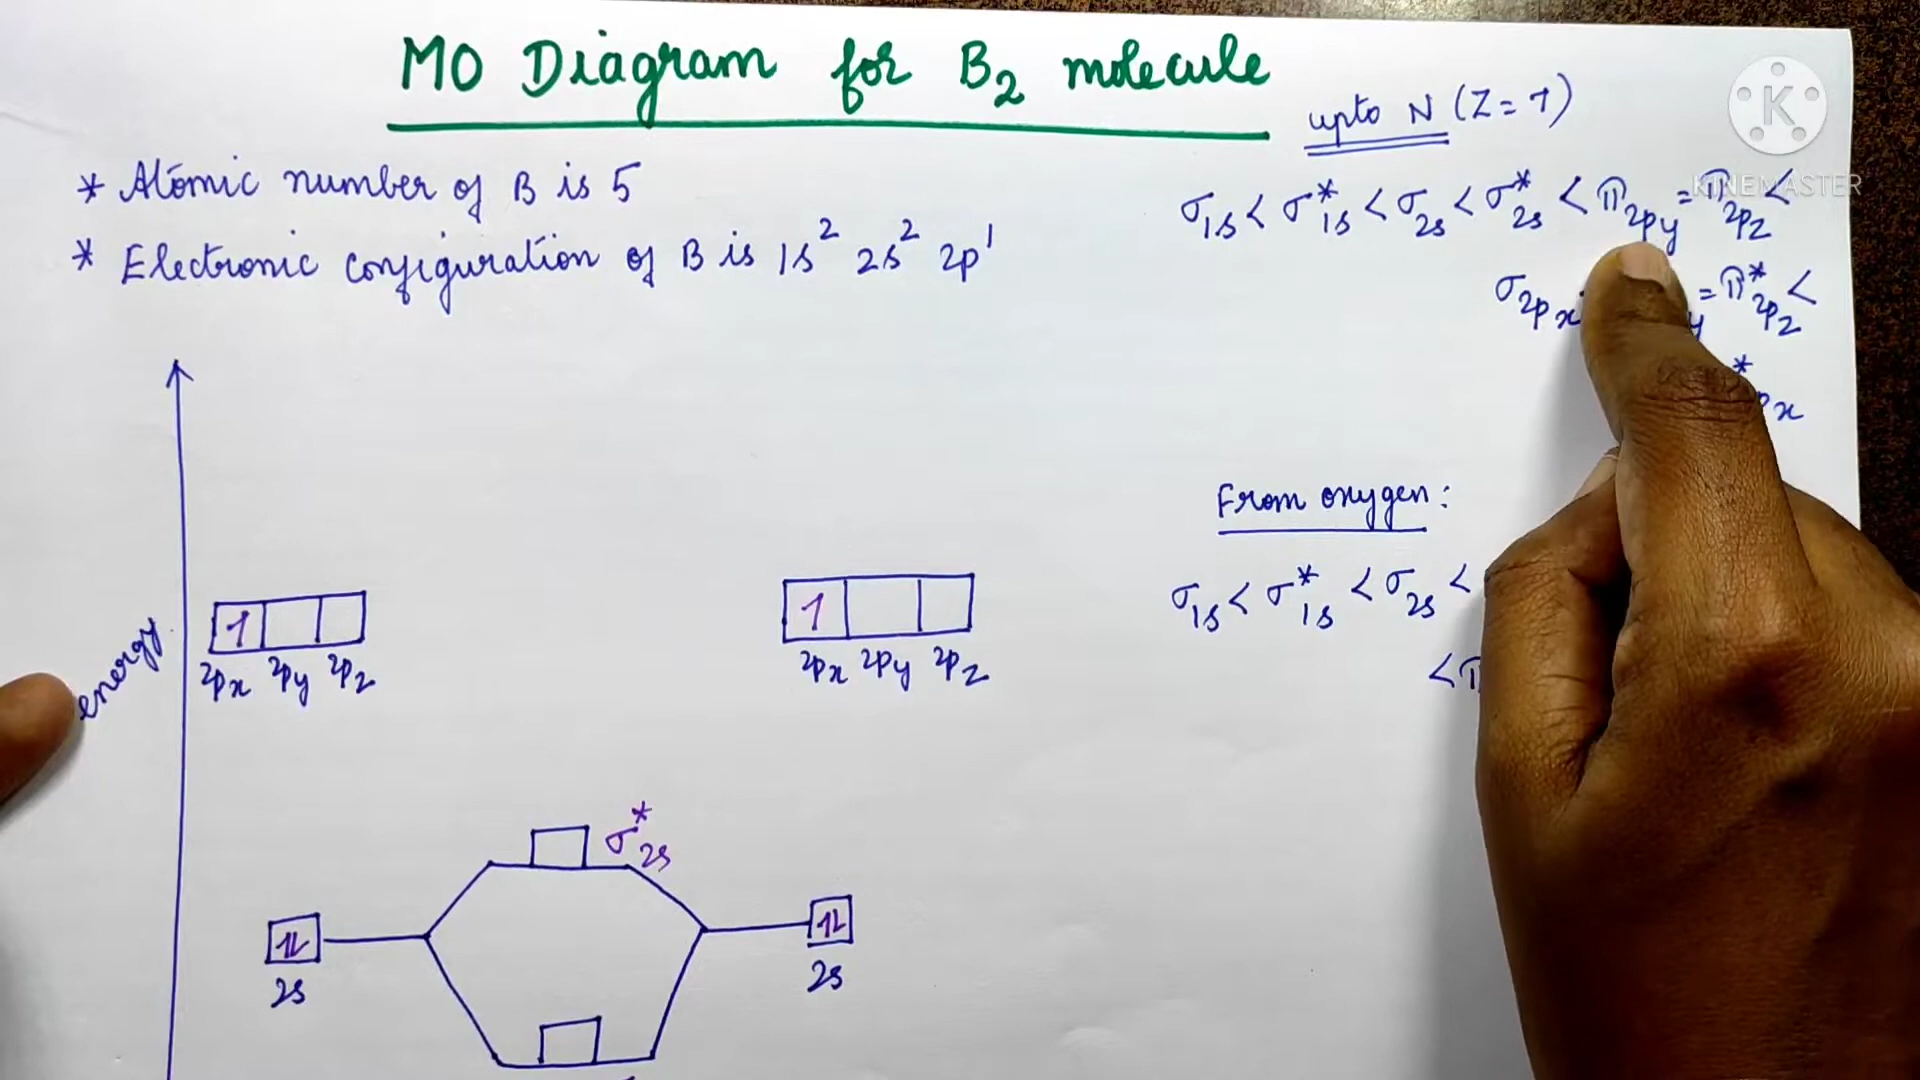 MO Diagram for B2 molecule
upto N (Z=7)
* Atomic number of B is 5
* Electronic configuration of B is 1s² 2s² 2p¹
σ1s < σ*1s < σ2s < σ*2s < π2py = π2pz <
σ2px
y = π*2pz <
* px
From oxygen:
σ1s < σ*1s < σ2s <
< π
energy
1
2px 2py 2pz
1
2px 2py 2pz
σ*2s
1L
2s
1L
2s
K
KINEMASTER